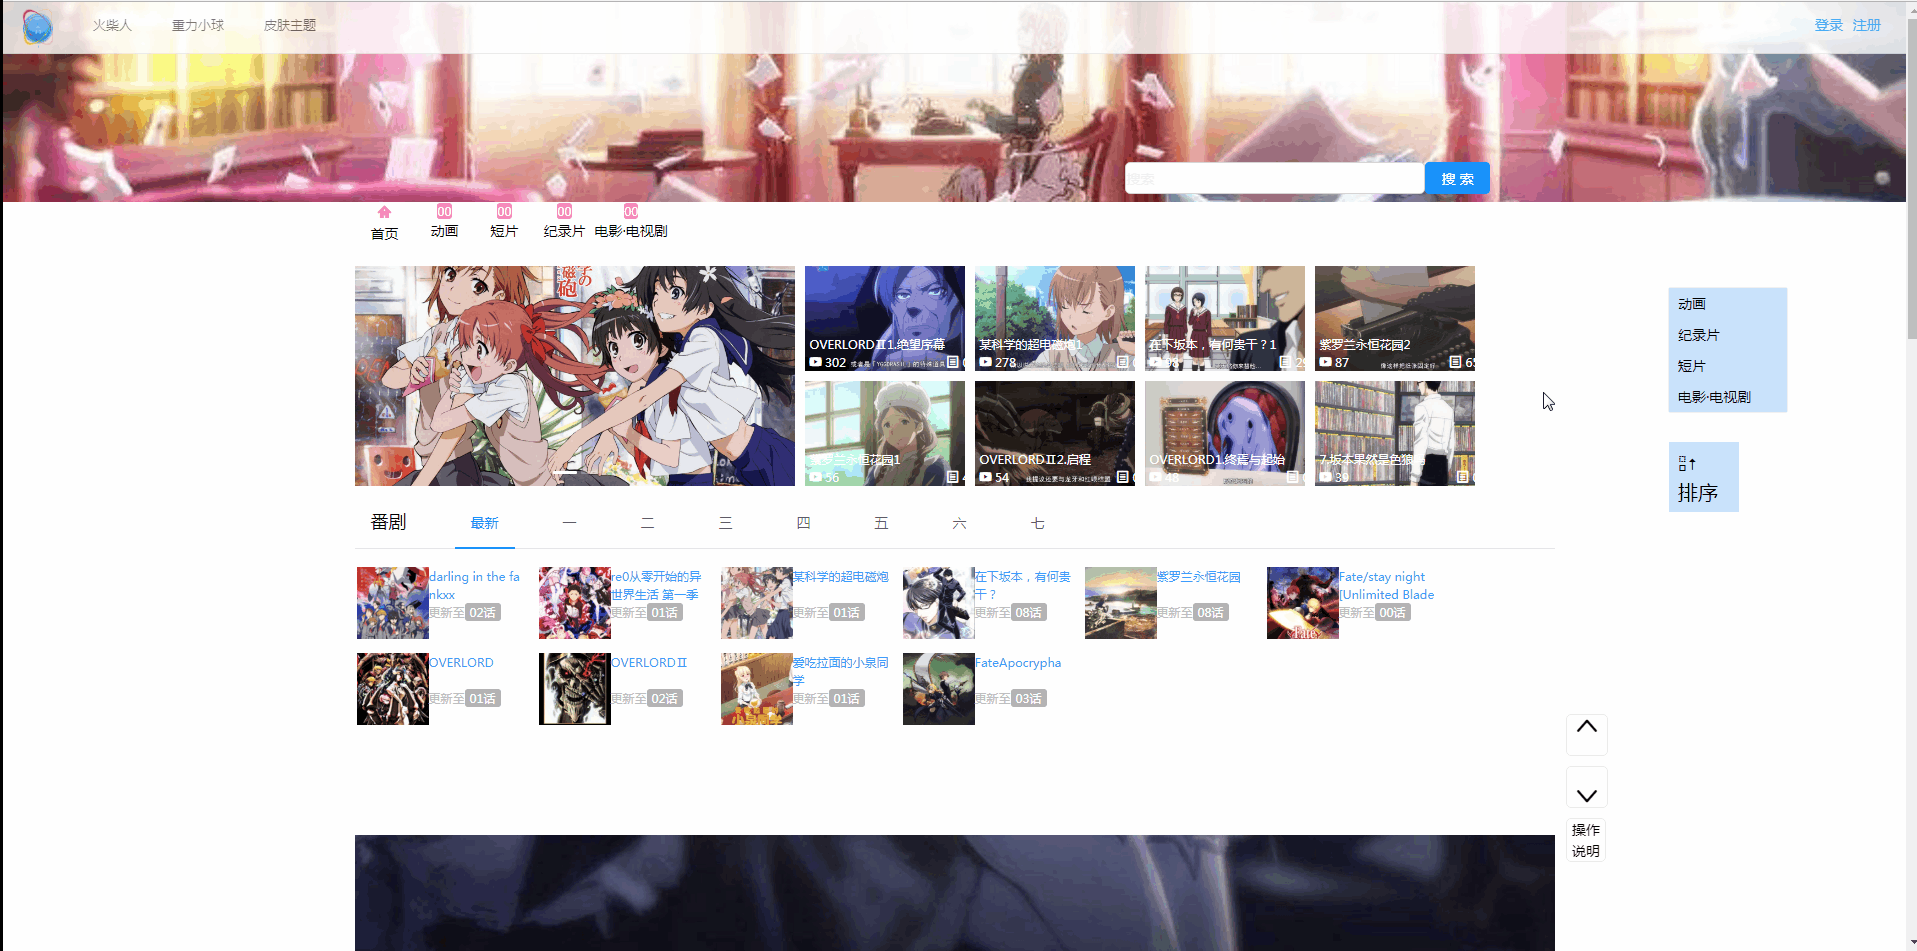 火柴人 重力小球 皮肤主题 登录 注册
搜索 搜 索
00 00 00 00
首页 动画 短片 纪录片 电影·电视剧
OVERLORDⅡ1.绝望序幕
302
某科学的超电磁炮1
278
在下坂本，有何贵干？1
98
紫罗兰永恒花园2
87
紫罗兰永恒花园1
56
OVERLORDⅡ2.启程
54
OVERLORD1.终焉与起始
48
7.坂本果然是色狼
39
动画
纪录片
短片
电影·电视剧
排序
番剧 最新 一 二 三 四 五 六 七
darling in the fa
nkxx
更新至 02话
re0从零开始的异
世界生活 第一季
更新至 01话
某科学的超电磁炮
更新至 01话
在下坂本，有何贵
干？
更新至 08话
紫罗兰永恒花园
更新至 08话
Fate/stay night
[Unlimited Blade
更新至 00话
OVERLORD
更新至 01话
OVERLORDⅡ
更新至 02话
爱吃拉面的小泉同
学
更新至 01话
FateApocrypha
更新至 03话
操作
说明